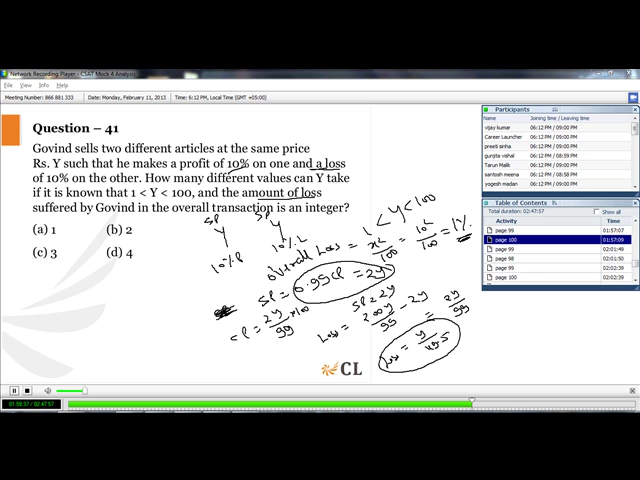 Network Recording Player - CSAT Mock 4 Analysis
File View Help
Meeting Number: 866 881 333 Date: Monday, February 11, 2013 Time: 6:12 PM, Local Time (GMT +05:00)
Question – 41
Govind sells two different articles at the same price
Rs. Y such that he makes a profit of 10% on one and a loss
of 10% on the other. How many different values can Y take
if it is known that 1 < Y < 100, and the amount of loss
suffered by Govind in the overall transaction is an integer?
(a) 1 (b) 2
(c) 3 (d) 4
1 < Y < 100
SP SP
Y Y
10% P 10% L
Overall Loss = x²/100 = 10²/100 = 1%
SP = 0.99CP = 2Y
CP = 2Y/99 × 100
SP = 2Y
Loss = 200Y/99 - 2Y = 2Y/99
Loss = Y/49.5
CL
Participants
Name Joining time / Leaving time
vijay kumar 06:12 PM / 09:00 PM
Career Launcher 06:12 PM / 09:00 PM
preeti sinha 06:12 PM / 09:00 PM
gunjita vishal 06:12 PM / 08:59 PM
Tarun Malik 06:12 PM / 09:00 PM
santosh meena 06:12 PM / 08:58 PM
yogesh madan 06:12 PM / 09:00 PM
Table of Contents
Total duration: 02:47:57 Show all
Activity Time
page 99 01:57:07
page 100 01:57:09
page 99 02:01:49
page 98 02:02:39
page 99 02:02:39
page 100 02:02:39
01:59:37 / 02:47:57